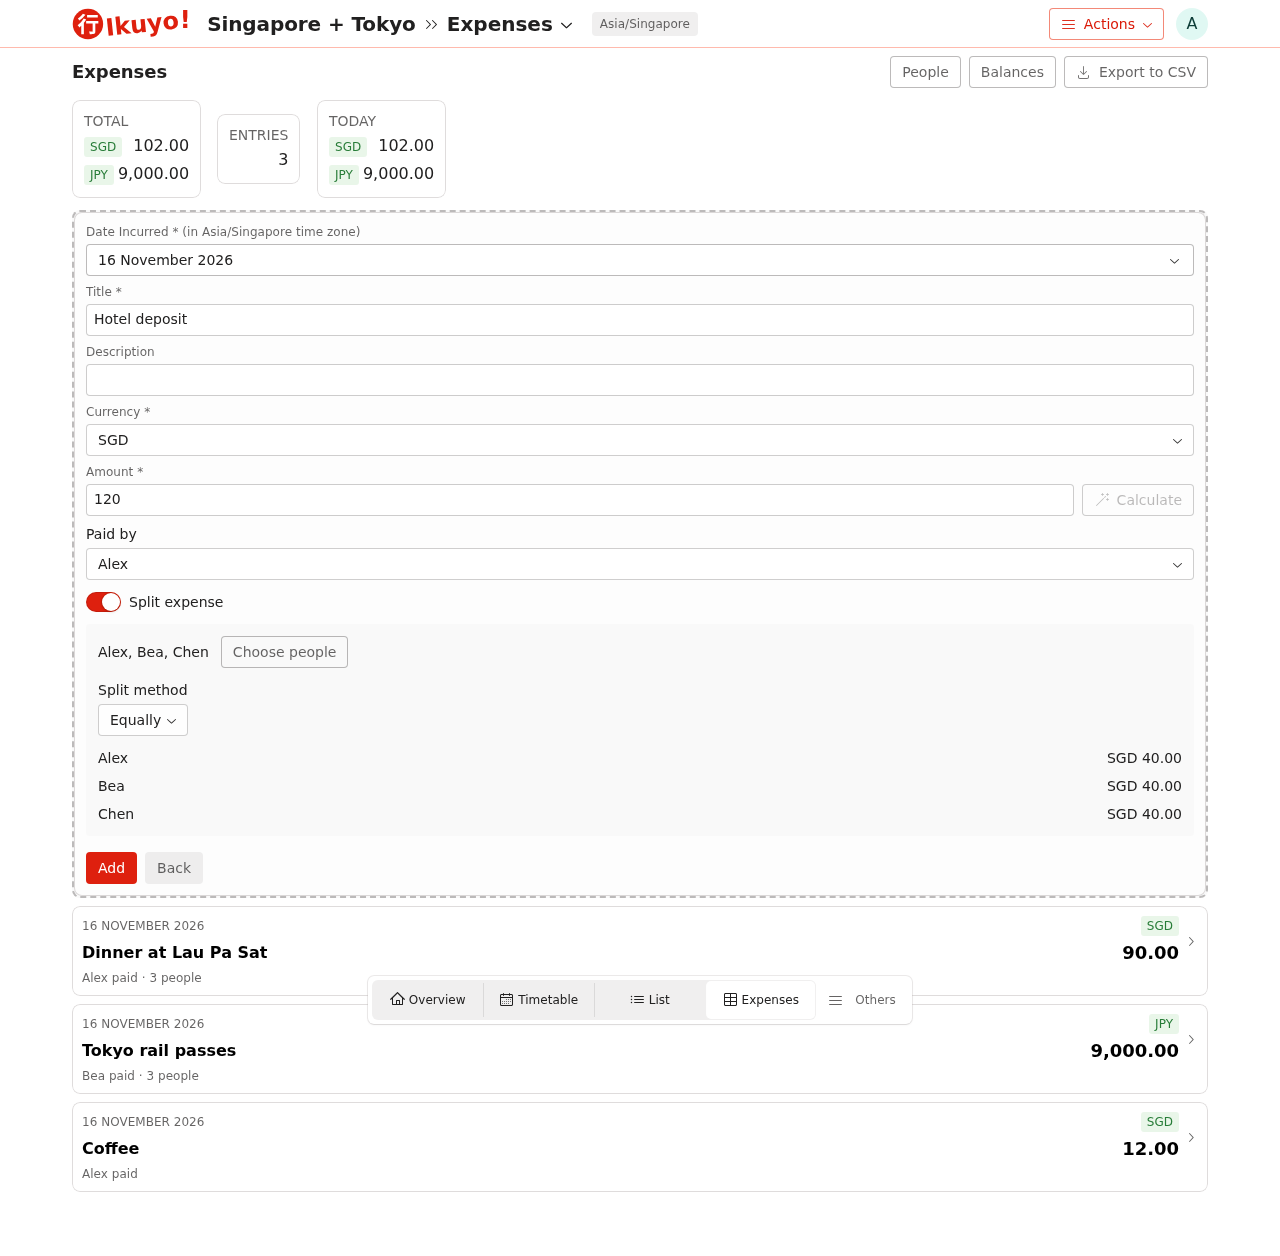 行 Ikuyo! Singapore + Tokyo » Expenses Asia/Singapore Actions A
Expenses People Balances Export to CSV
TOTAL
SGD 102.00
JPY 9,000.00
ENTRIES
3
TODAY
SGD 102.00
JPY 9,000.00
Date Incurred * (in Asia/Singapore time zone)
16 November 2026
Title *
Hotel deposit
Description
Currency *
SGD
Amount *
120 Calculate
Paid by
Alex
Split expense
Alex, Bea, Chen Choose people
Split method
Equally
Alex SGD 40.00
Bea SGD 40.00
Chen SGD 40.00
Add Back
16 NOVEMBER 2026 SGD
Dinner at Lau Pa Sat 90.00
Alex paid · 3 people
Overview Timetable List Expenses Others
16 NOVEMBER 2026 JPY
Tokyo rail passes 9,000.00
Bea paid · 3 people
16 NOVEMBER 2026 SGD
Coffee 12.00
Alex paid